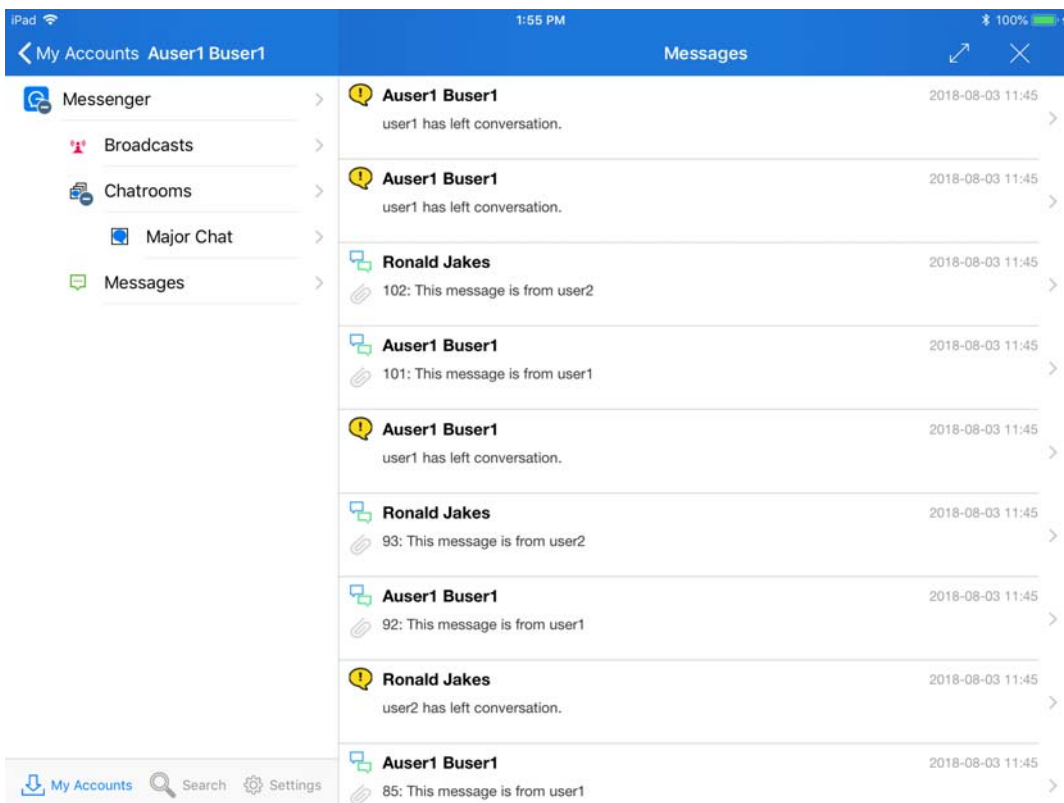 iPad 1:55 PM 100%
My Accounts Auser1 Buser1 Messages
Messenger
Broadcasts
Chatrooms
Major Chat
Messages
Auser1 Buser1 2018-08-03 11:45
user1 has left conversation.
Auser1 Buser1 2018-08-03 11:45
user1 has left conversation.
Ronald Jakes 2018-08-03 11:45
102: This message is from user2
Auser1 Buser1 2018-08-03 11:45
101: This message is from user1
Auser1 Buser1 2018-08-03 11:45
user1 has left conversation.
Ronald Jakes 2018-08-03 11:45
93: This message is from user2
Auser1 Buser1 2018-08-03 11:45
92: This message is from user1
Ronald Jakes 2018-08-03 11:45
user2 has left conversation.
Auser1 Buser1 2018-08-03 11:45
85: This message is from user1
My Accounts Search Settings